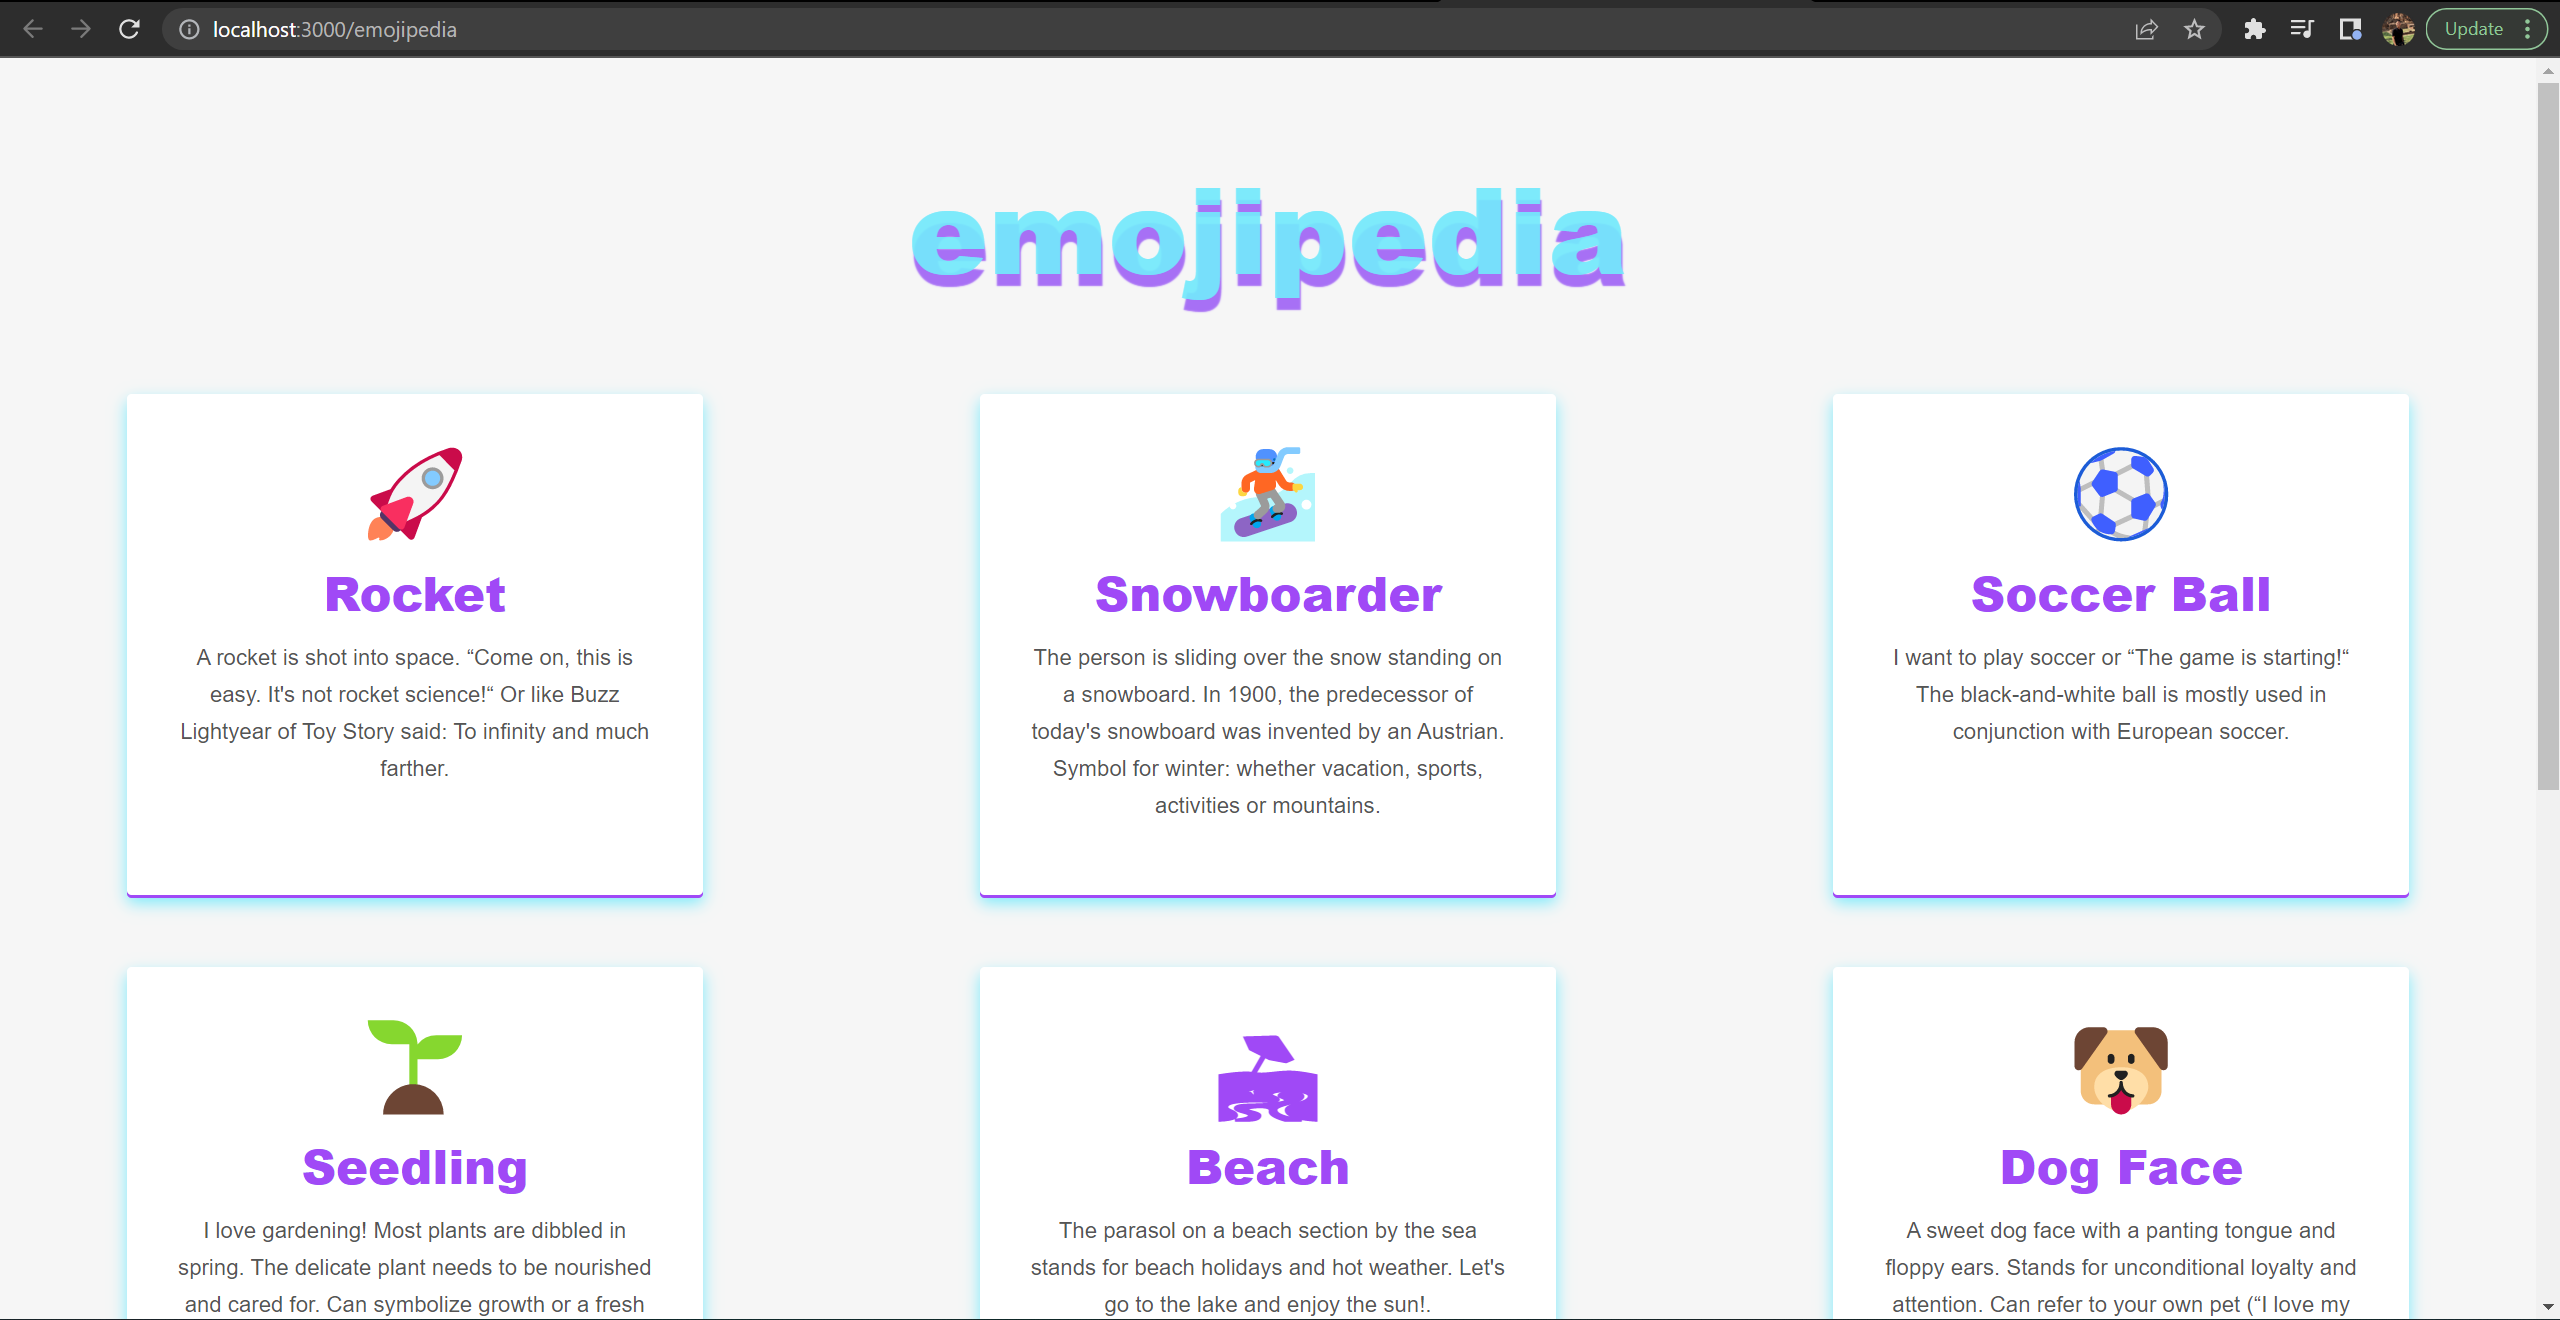 localhost:3000/emojipedia
Update
emojipedia
Rocket
A rocket is shot into space. “Come on, this is
easy. It's not rocket science!“ Or like Buzz
Lightyear of Toy Story said: To infinity and much
farther.
Snowboarder
The person is sliding over the snow standing on
a snowboard. In 1900, the predecessor of
today's snowboard was invented by an Austrian.
Symbol for winter: whether vacation, sports,
activities or mountains.
Soccer Ball
I want to play soccer or “The game is starting!“
The black-and-white ball is mostly used in
conjunction with European soccer.
Seedling
I love gardening! Most plants are dibbled in
spring. The delicate plant needs to be nourished
and cared for. Can symbolize growth or a fresh
Beach
The parasol on a beach section by the sea
stands for beach holidays and hot weather. Let's
go to the lake and enjoy the sun!.
Dog Face
A sweet dog face with a panting tongue and
floppy ears. Stands for unconditional loyalty and
attention. Can refer to your own pet (“I love my